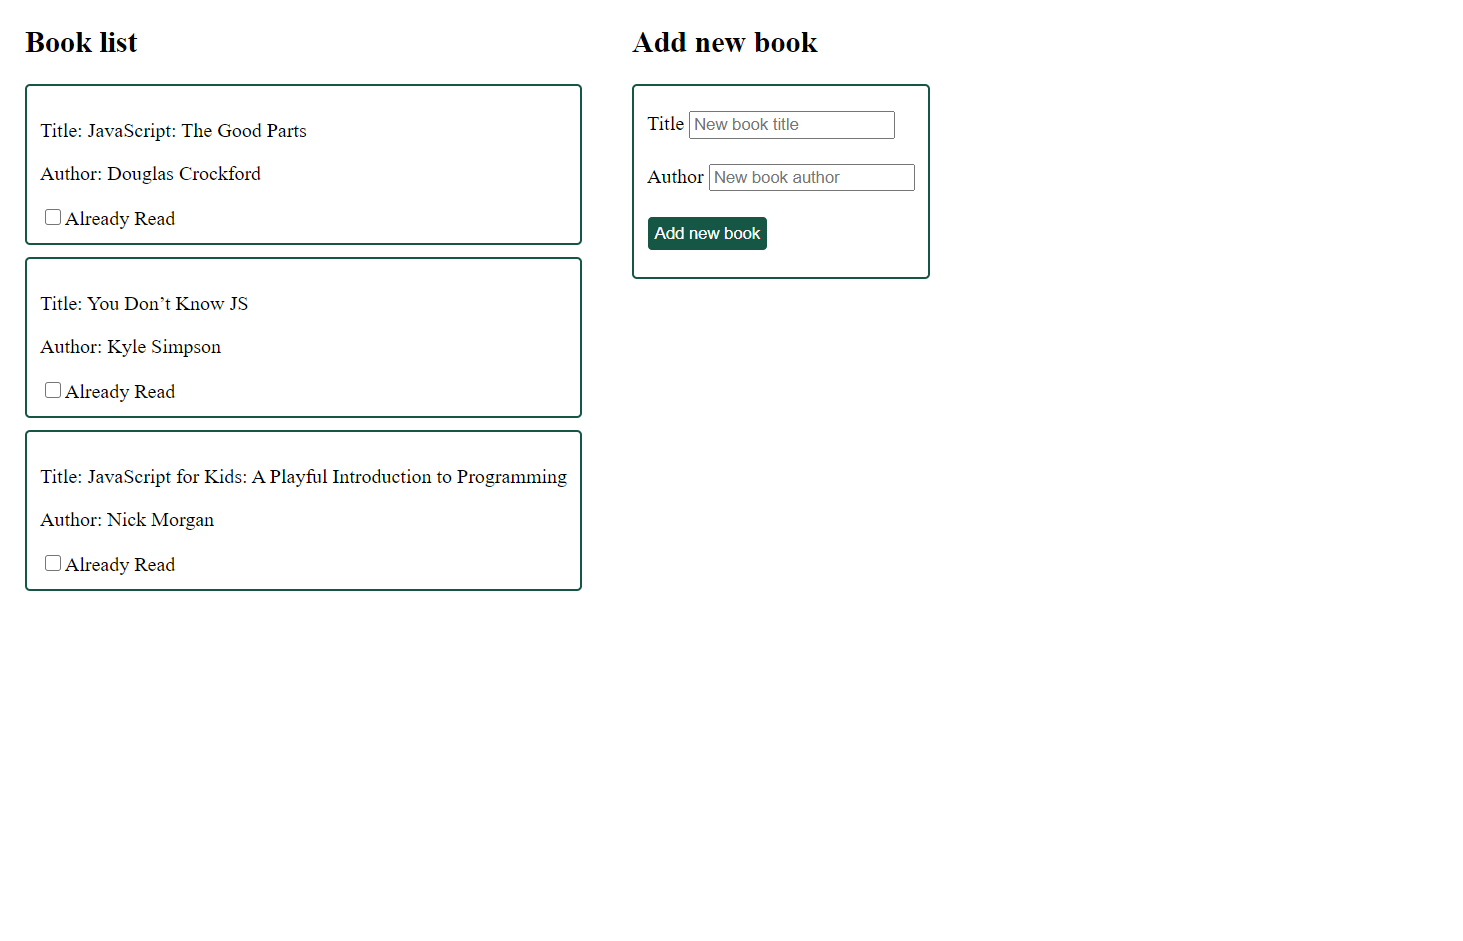 Book list
Title: JavaScript: The Good Parts
Author: Douglas Crockford
Already Read
Title: You Don’t Know JS
Author: Kyle Simpson
Already Read
Title: JavaScript for Kids: A Playful Introduction to Programming
Author: Nick Morgan
Already Read
Add new book
Title New book title
Author New book author
Add new book